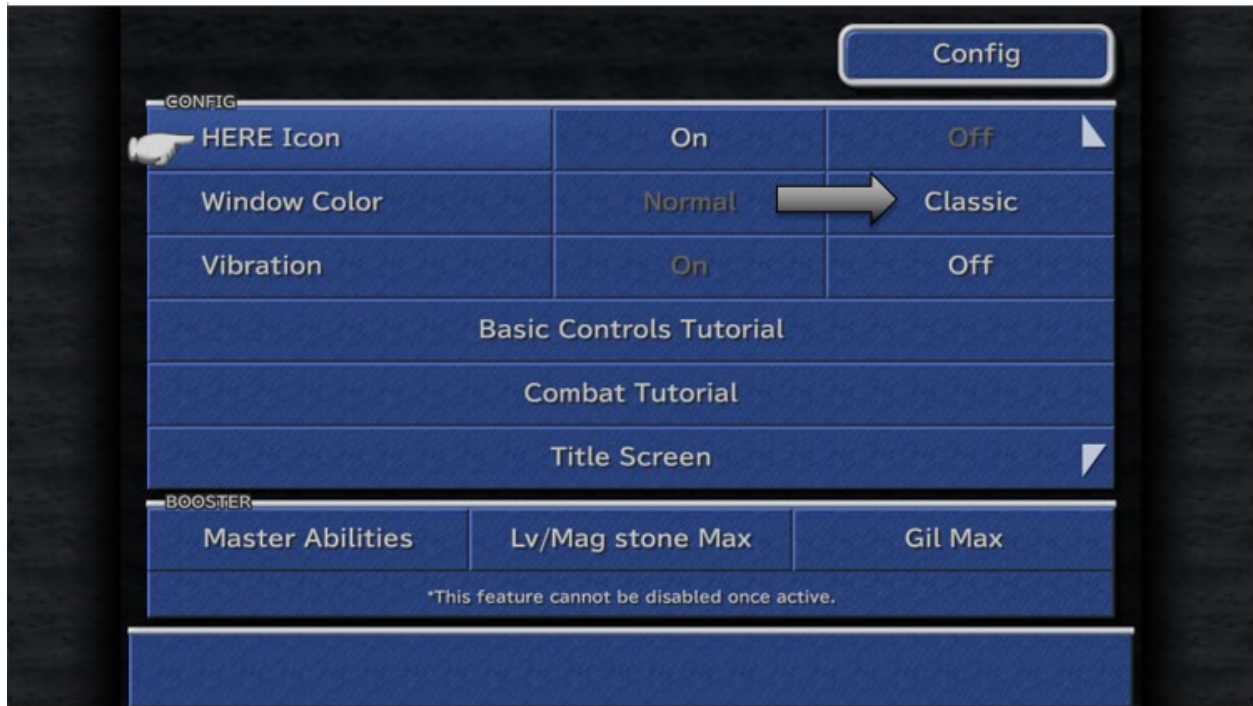 Config
CONFIG
HERE Icon On Off
Window Color Normal Classic
Vibration On Off
Basic Controls Tutorial
Combat Tutorial
Title Screen
BOOSTER
Master Abilities Lv/Mag stone Max Gil Max
*This feature cannot be disabled once active.